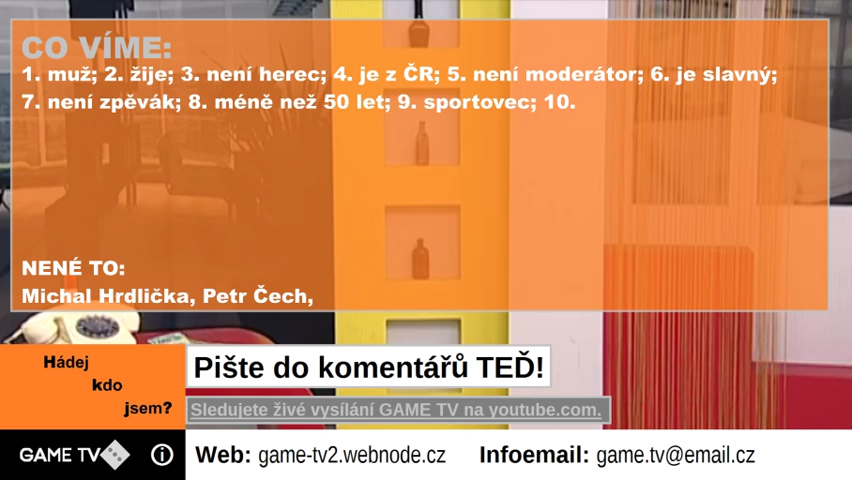 CO VÍME:
1. muž; 2. žije; 3. není herec; 4. je z ČR; 5. není moderátor; 6. je slavný;
7. není zpěvák; 8. méně než 50 let; 9. sportovec; 10.
NENÉ TO:
Michal Hrdlička, Petr Čech,
Hádej
kdo
jsem?
Pište do komentářů TEĎ!
Sledujete živé vysílání GAME TV na youtube.com.
GAME TV
Web: game-tv2.webnode.cz Infoemail: game.tv@email.cz